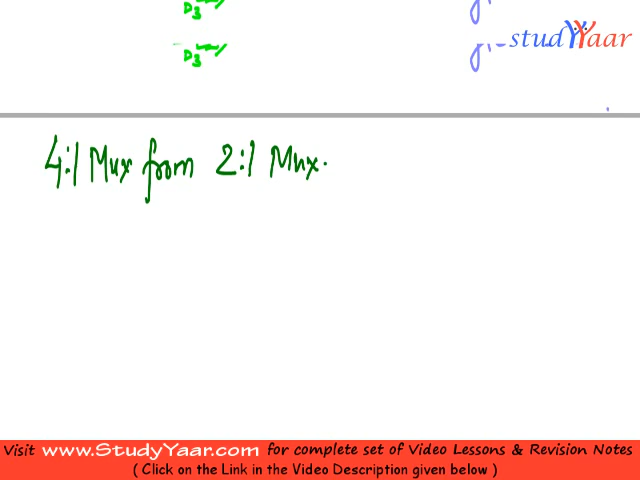 D3
studYYaar
D3
4:1 Mux from 2:1 Mux.
Visit www.StudyYaar.com for complete set of Video Lessons & Revision Notes
( Click on the Link in the Video Description given below )